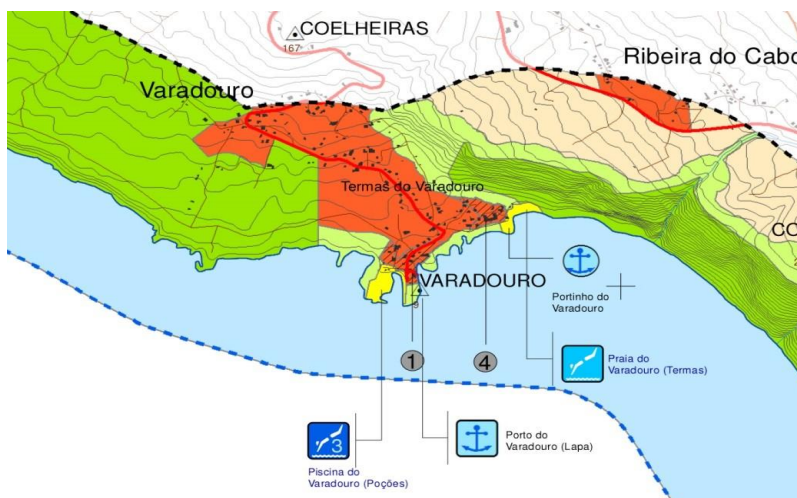 COELHEIRAS
167
Ribeira do Cabo
Varadouro
Termas do Varadouro
CO
VARADOURO
9
Portinho do
Varadouro
1
4
Praia do
Varadouro (Termas)
3
Piscina do
Varadouro (Poções)
Porto do
Varadouro (Lapa)